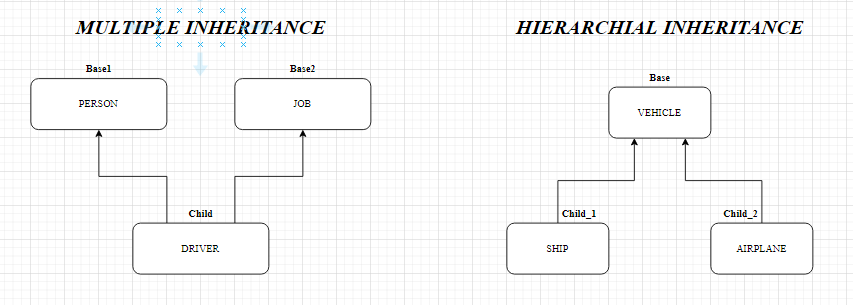 MULTIPLE INHERITANCE
Base1
Base2
PERSON
JOB
Child
DRIVER
HIERARCHIAL INHERITANCE
Base
VEHICLE
Child_1
Child_2
SHIP
AIRPLANE